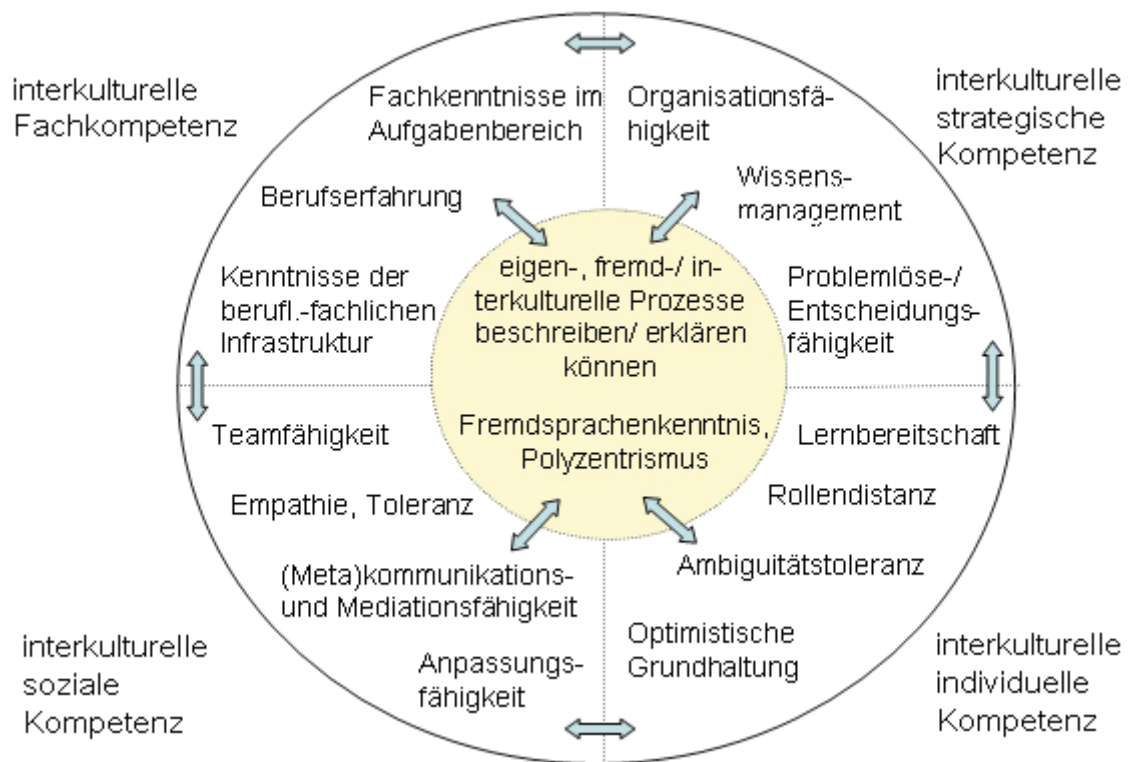 interkulturelle
Fachkompetenz
Fachkenntnisse im
Aufgabenbereich
Berufserfahrung
Kenntnisse der
berufl.-fachlichen
Infrastruktur
Organisationsfä-
higkeit
Wissens-
management
Problemlöse-/
Entscheidungs-
fähigkeit
interkulturelle
strategische
Kompetenz
eigen-, fremd-/ in-
terkulturelle Prozesse
beschreiben/ erklären
können
Fremdsprachenkenntnis,
Polyzentrismus
Teamfähigkeit
Empathie, Toleranz
(Meta)kommunikations-
und Mediationsfähigkeit
Anpassungs-
fähigkeit
interkulturelle
soziale
Kompetenz
Lernbereitschaft
Rollendistanz
Ambiguitätstoleranz
Optimistische
Grundhaltung
interkulturelle
individuelle
Kompetenz